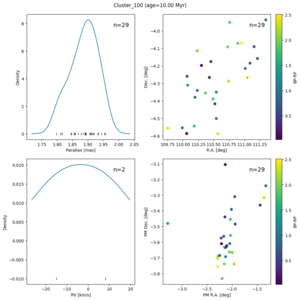 Cluster_100 (age=10.00 Myr)
n=29
Density
8
6
4
2
0
1.75 1.80 1.85 1.90 1.95 2.00 2.05
Parallax [mas]
Dec. [deg]
−4.0
−4.1
−4.2
−4.3
−4.4
−4.5
−4.6
109.75 110.00 110.25 110.50 110.75 111.00 111.25
R.A. [deg]
2.5
2.0
1.5
1.0
0.5
BP-RP
n=2
Density
0.020
0.015
0.010
0.005
0.000
−0.005
−0.010
−20 −10 0 10 20
RV [km/s]
n=29
PM Dec. [deg]
−3.1
−3.2
−3.3
−3.4
−3.5
−3.6
−3.7
−3.8
−3.0 −2.5 −2.0 −1.5
PM R.A. [deg]
2.5
2.0
1.5
1.0
0.5
BP-RP